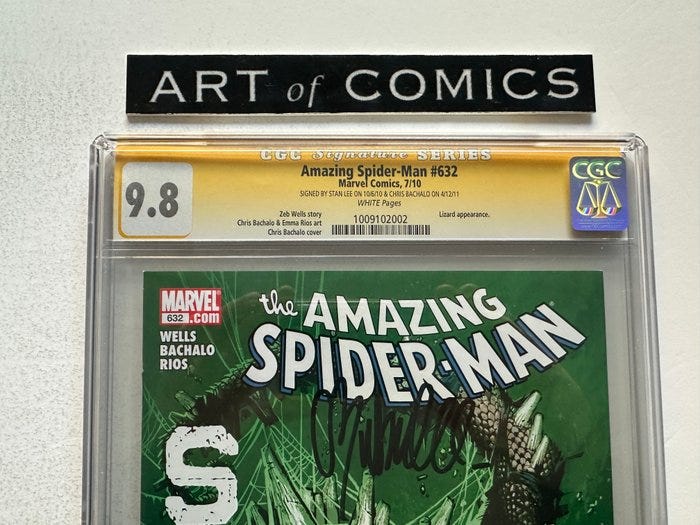 ART of COMICS
CGC Signature SERIES
Amazing Spider-Man #632
Marvel Comics, 7/10
SIGNED BY STAN LEE ON 10/6/10 & CHRIS BACHALO ON 4/12/11
WHITE Pages
9.8
Zeb Wells story
Chris Bachalo & Emma Rios art
Chris Bachalo cover
1009102002
Lizard appearance.
CGC
MARVEL
632 .com
WELLS
BACHALO
RIOS
the AMAZING
SPIDER-MAN
S